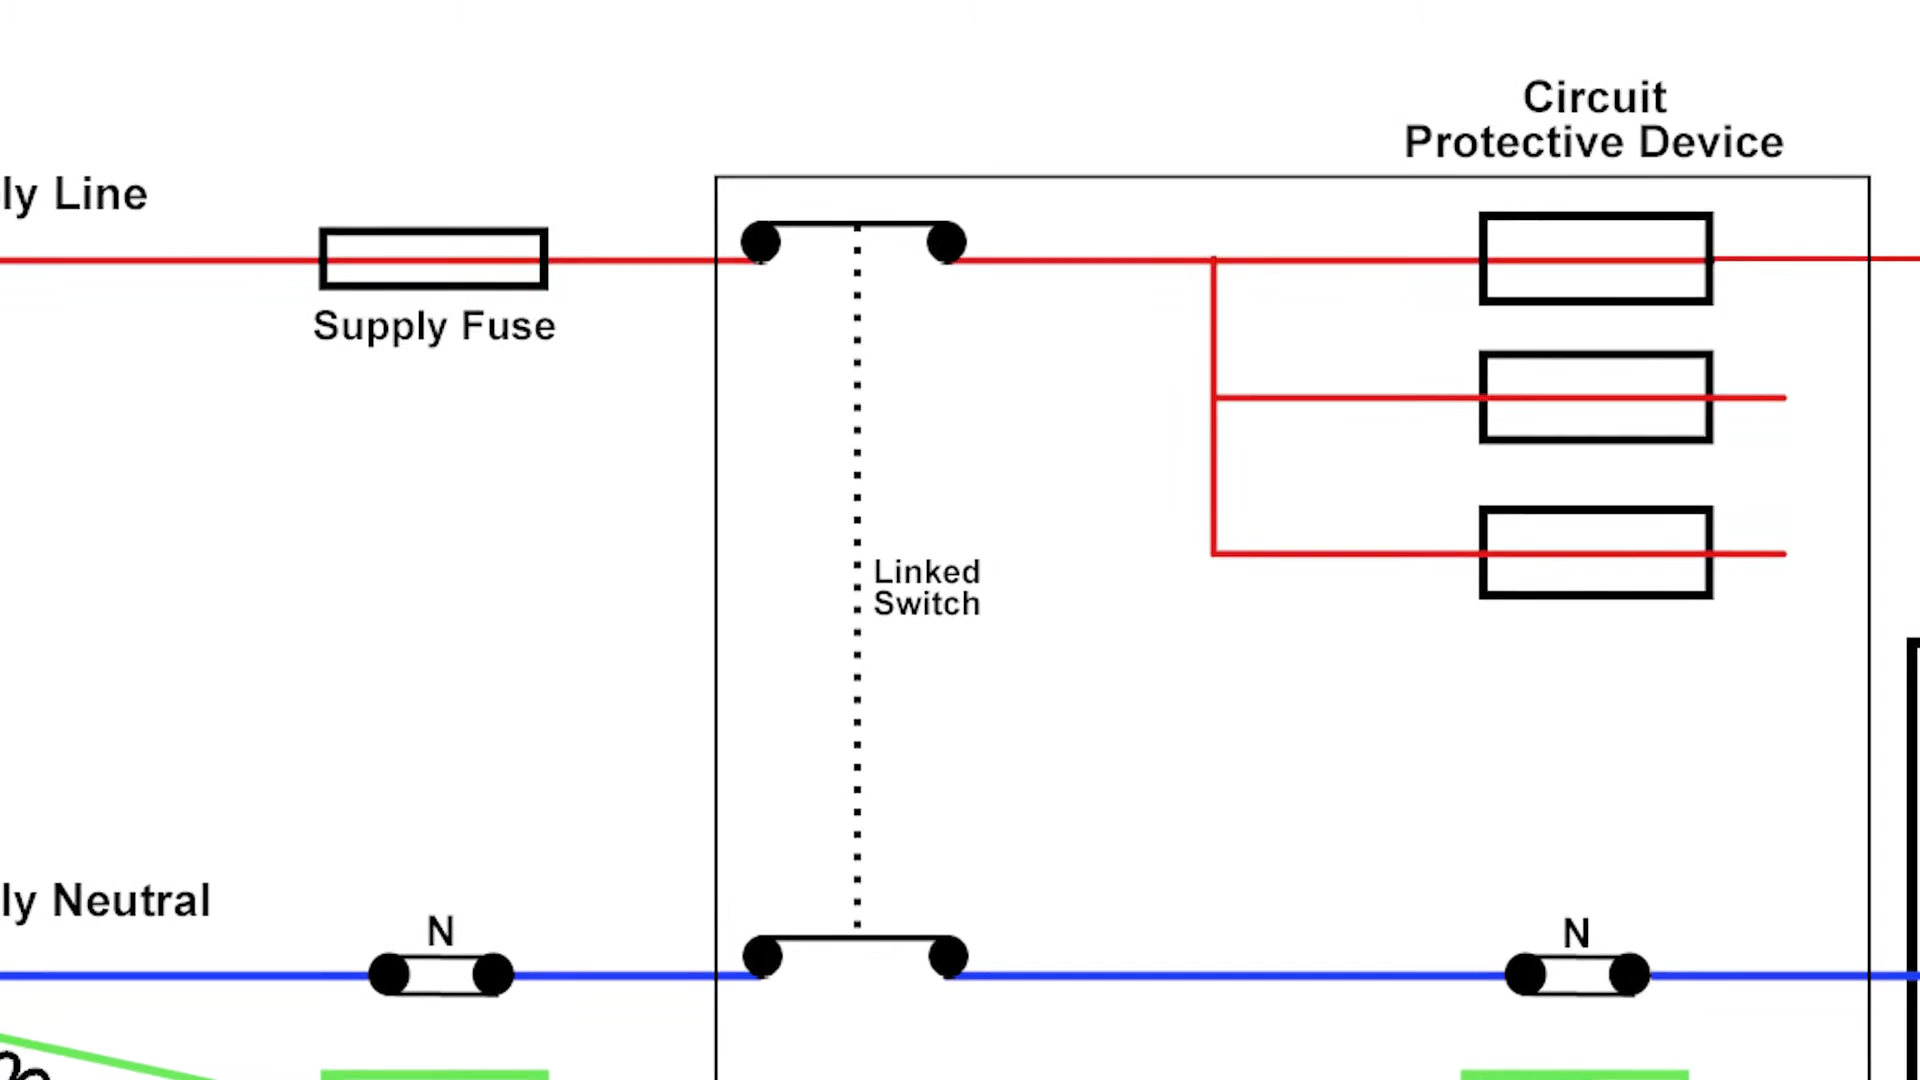 Circuit
Protective Device
ly Line
Supply Fuse
Linked
Switch
ly Neutral
N
N